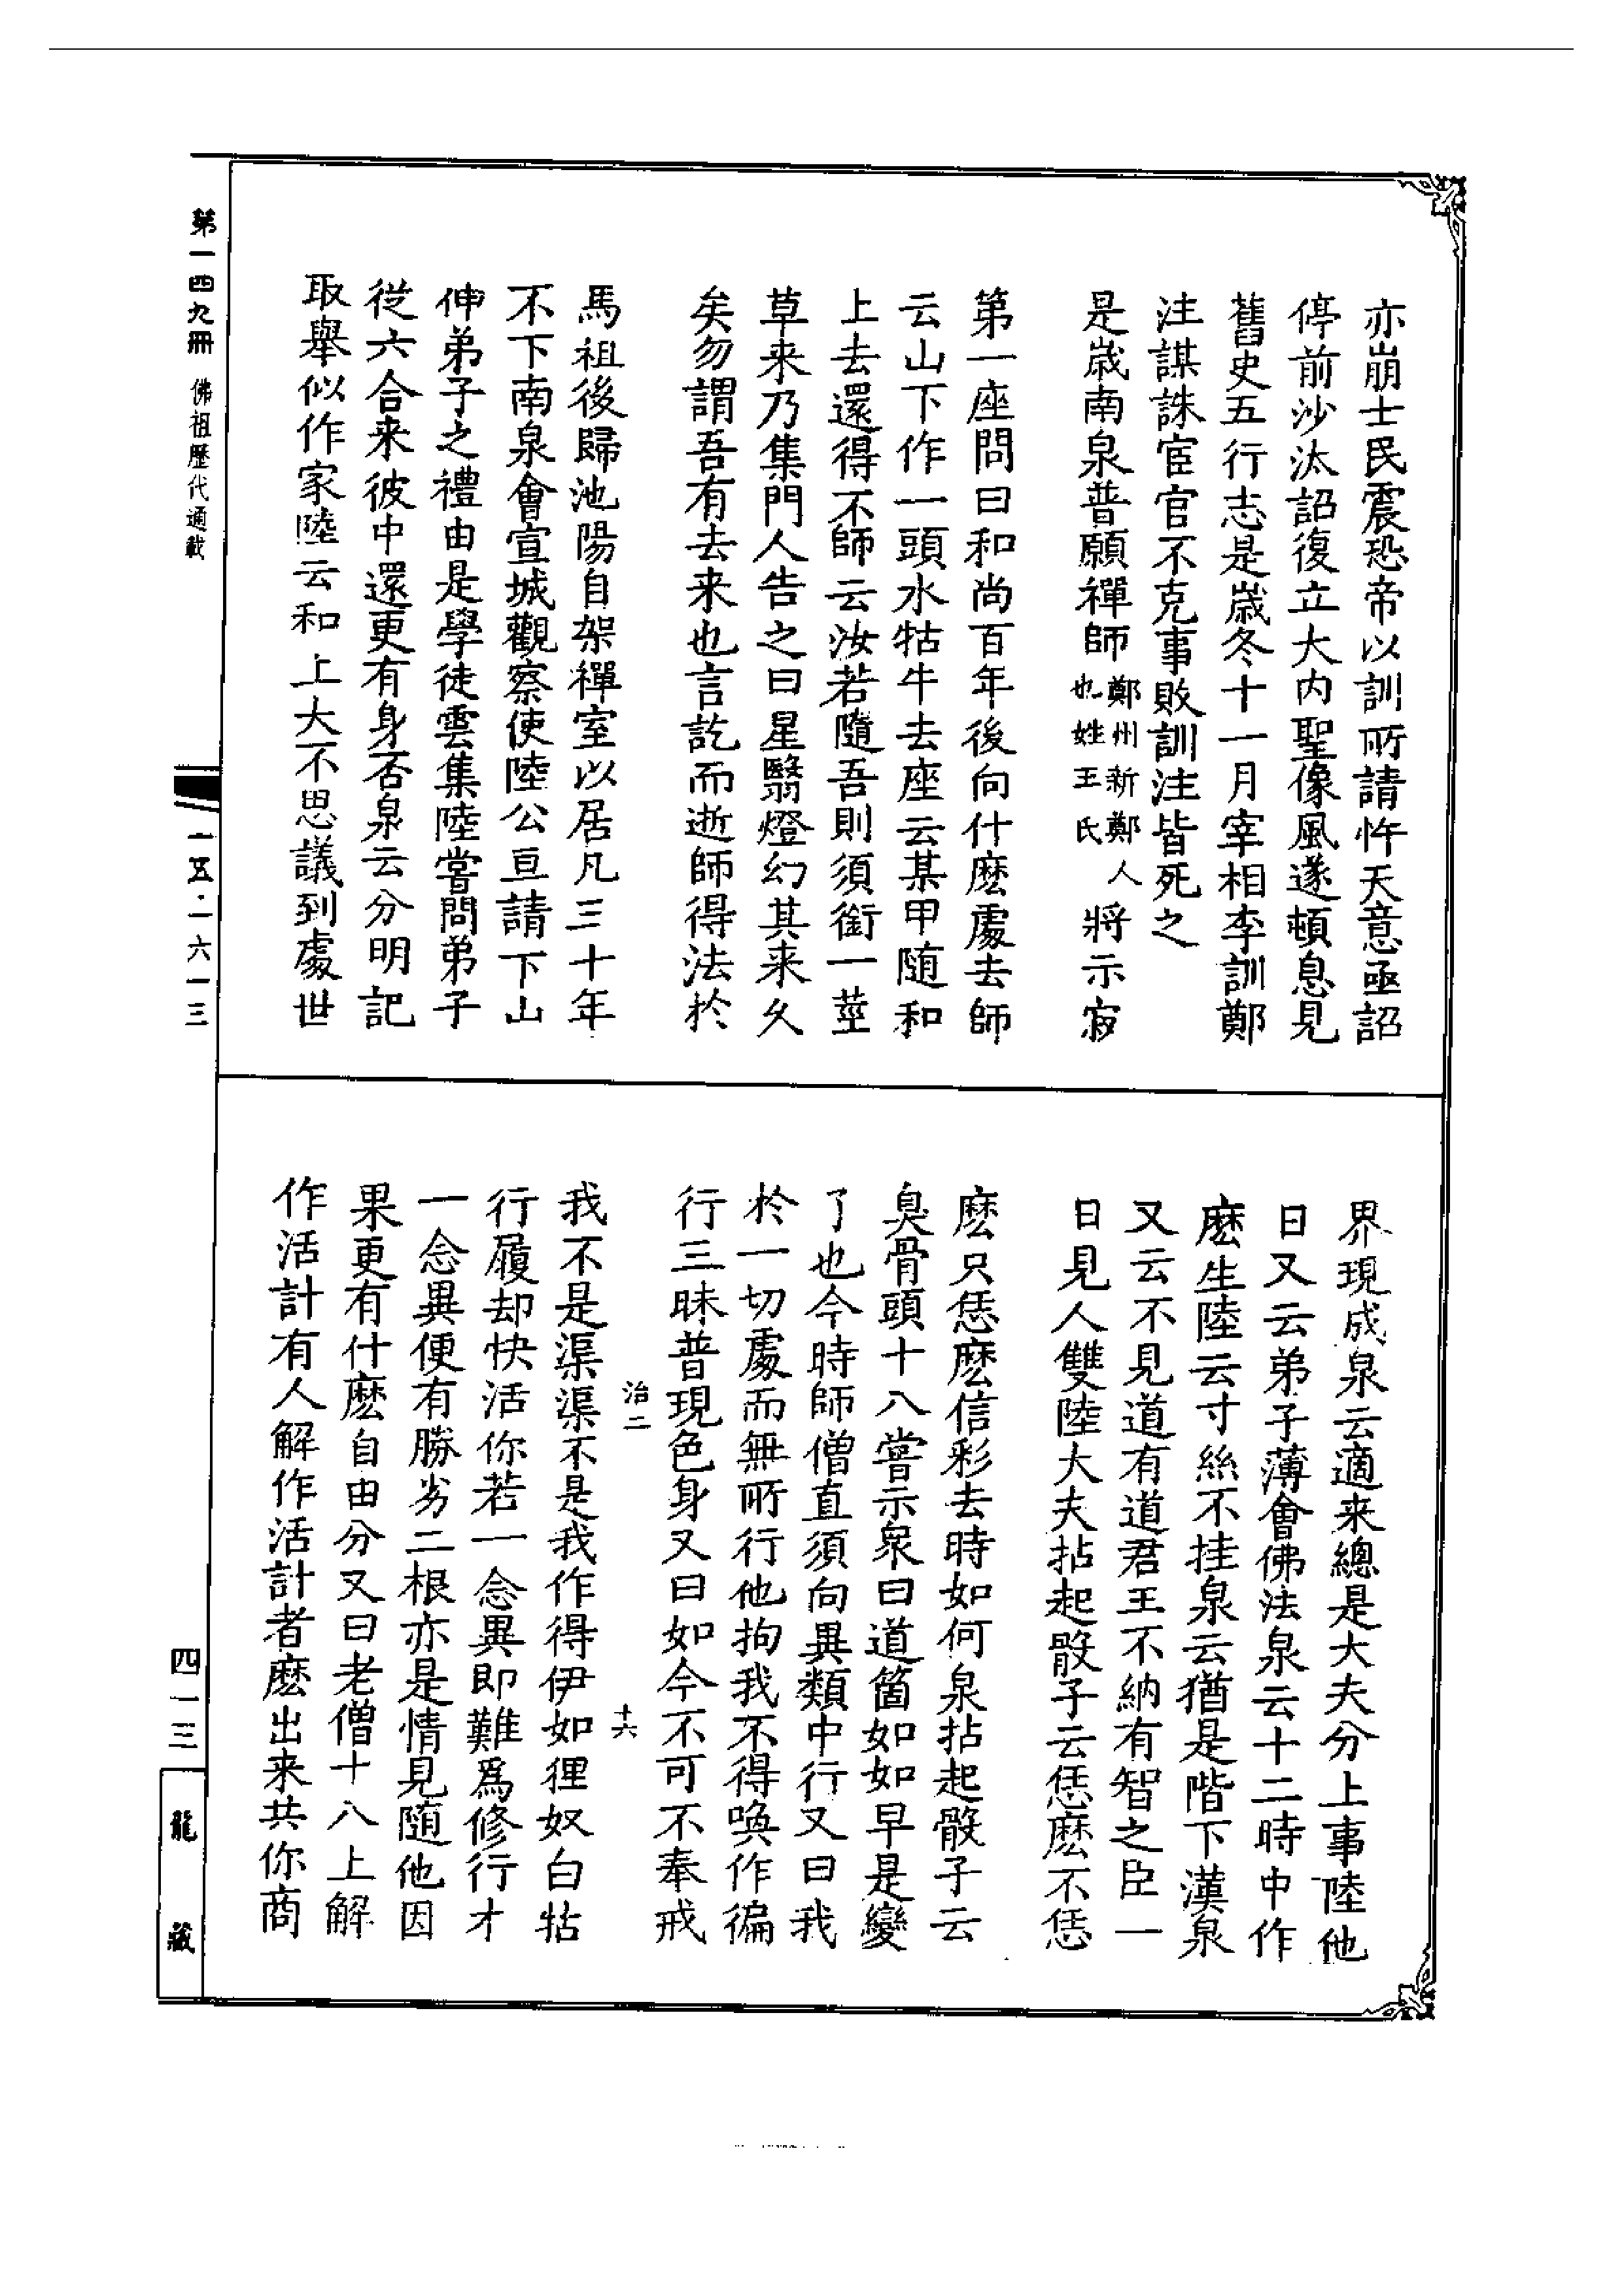 亦崩士民震恐帝以訓所請忤天意亟詔
停前沙汰詔復立大内聖像風遂頓息見
舊史五行志是嵗冬十一月宰相李訓鄭
注謀誅宦官不克事敗訓注皆死之
是嵗南泉普願禪師鄭州新鄭人也姓王氏將示寂
第一座問曰和尚百年後向什麽處去師
云山下作一頭水牯牛去座云某甲随和
上去還得不師云汝若隨吾則須銜一莖
草来乃集門人告之曰星翳燈幻其来久
矣勿謂吾有去来也言訖而逝師得法於
馬祖後歸池陽自架禪室以居凡三十年
不下南泉會宣城觀察使陸公亘請下山
伸弟子之禮由是學徒雲集陸嘗問弟子
從六合来彼中還更有身否泉云分明記
取舉似作家陸云和上大不思議到處世
界現成泉云適来總是大夫分上事陸他
日又云弟子薄會佛法泉云十二時中作
麽生陸云寸絲不挂泉云猶是階下漢泉
又云不見道有道君王不納有智之臣一
日見人雙陸大夫拈起骰子云恁麽不恁
麽只恁麽信彩去時如何泉拈起骰子云
臭骨頭十八嘗示衆曰道箇如如早是變
了也今時師僧直須向異類中行又曰我
於一切處而無所行他拘我不得喚作徧
行三昧普現色身又曰如今不可不奉戒
治二 十六
我不是渠渠不是我作得伊如狸奴白牯
行履却快活你若一念異即難爲修行才
一念異便有勝劣二根亦是情見隨他因
果更有什麽自由分又曰老僧十八上解
作活計有人解作活計者麽出来共你商
第一四九冊 佛祖歷代通載
一五·二六一三
四一三
龍藏